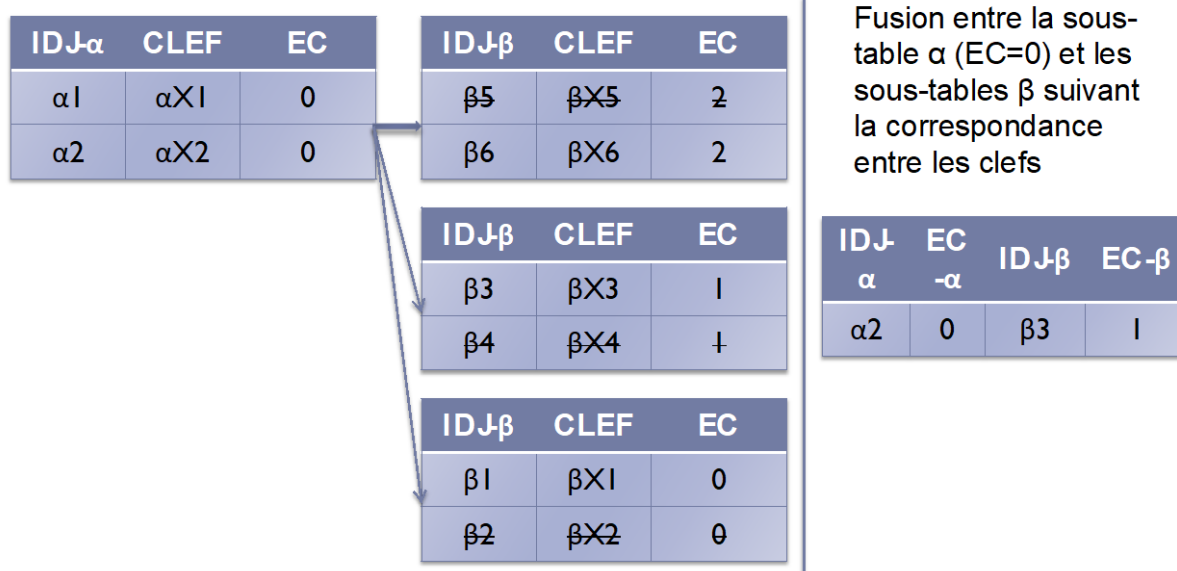 IDJ-α CLEF EC
α1 αX1 0
α2 αX2 0
IDJ-β CLEF EC
β5 βX5 2
β6 βX6 2
IDJ-β CLEF EC
β3 βX3 1
β4 βX4 1
IDJ-β CLEF EC
β1 βX1 0
β2 βX2 0
Fusion entre la sous-
table α (EC=0) et les
sous-tables β suivant
la correspondance
entre les clefs
IDJ- EC IDJ-β EC-β
α -α
α2 0 β3 1